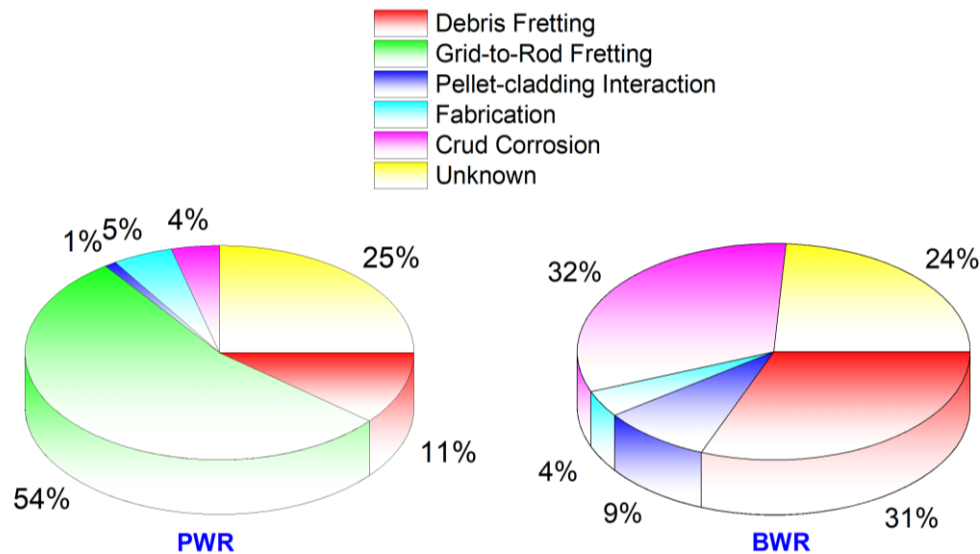 Debris Fretting
Grid-to-Rod Fretting
Pellet-cladding Interaction
Fabrication
Crud Corrosion
Unknown
1%
5%
4%
25%
11%
54%
PWR
32%
24%
4%
9%
31%
BWR